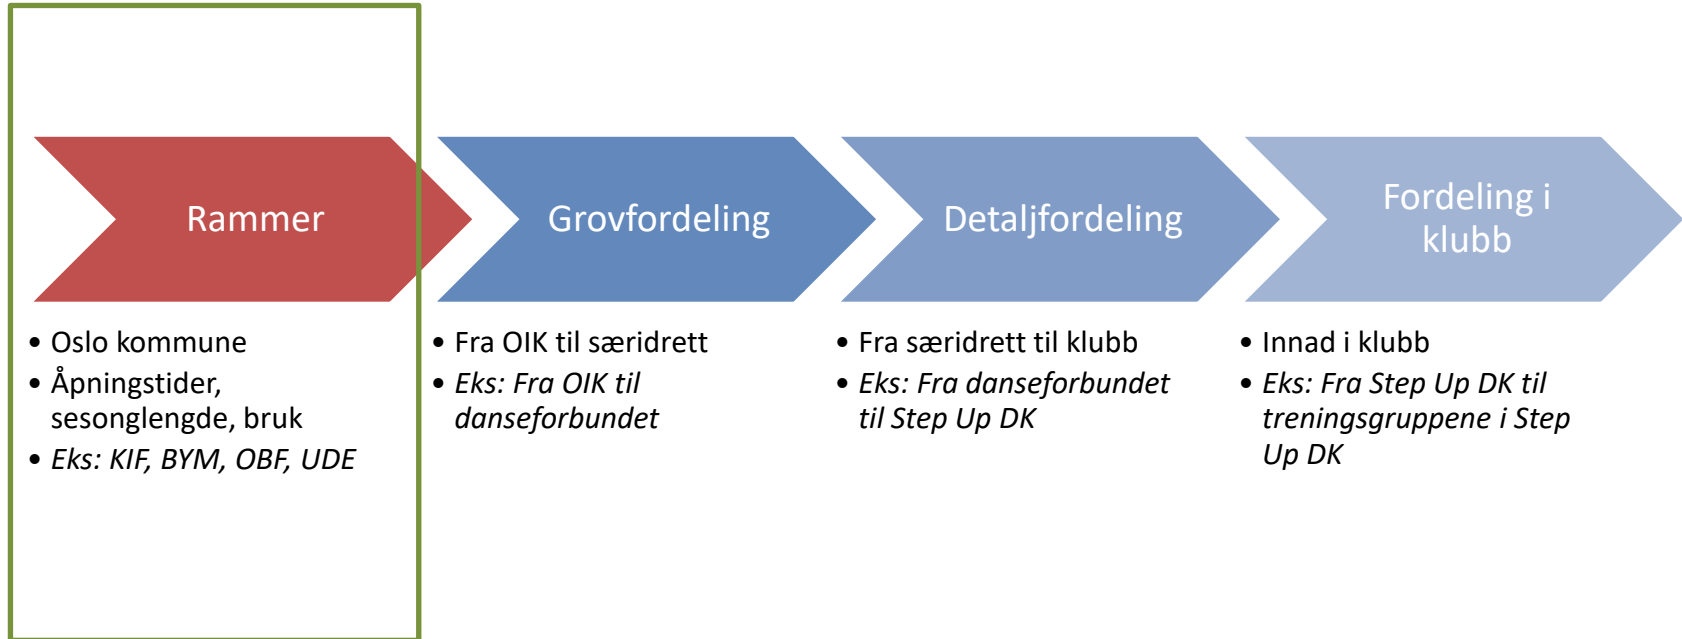 Rammer
• Oslo kommune
• Åpningstider,
sesonglengde, bruk
• Eks: KIF, BYM, OBF, UDE
Grovfordeling
• Fra OIK til særidrett
• Eks: Fra OIK til
danseforbundet
Detaljfordeling
• Fra særidrett til klubb
• Eks: Fra danseforbundet
til Step Up DK
Fordeling i
klubb
• Innad i klubb
• Eks: Fra Step Up DK til
treningsgruppene i Step
Up DK